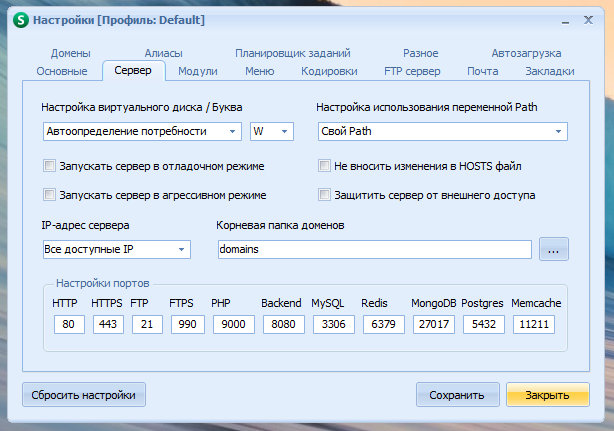 S Настройки [Профиль: Default]
Домены Алиасы Планировщик заданий Разное Автозагрузка
Основные Сервер Модули Меню Кодировки FTP сервер Почта Закладки
Настройка виртуального диска / Буква Настройка использования переменной Path
Автоопределение потребности W Свой Path
Запускать сервер в отладочном режиме Не вносить изменения в HOSTS файл
Запускать сервер в агрессивном режиме Защитить сервер от внешнего доступа
IP-адрес сервера Корневая папка доменов
Все доступные IP domains ...
Настройки портов
HTTP HTTPS FTP FTPS PHP Backend MySQL Redis MongoDB Postgres Memcache
80 443 21 990 9000 8080 3306 6379 27017 5432 11211
Сбросить настройки Сохранить Закрыть